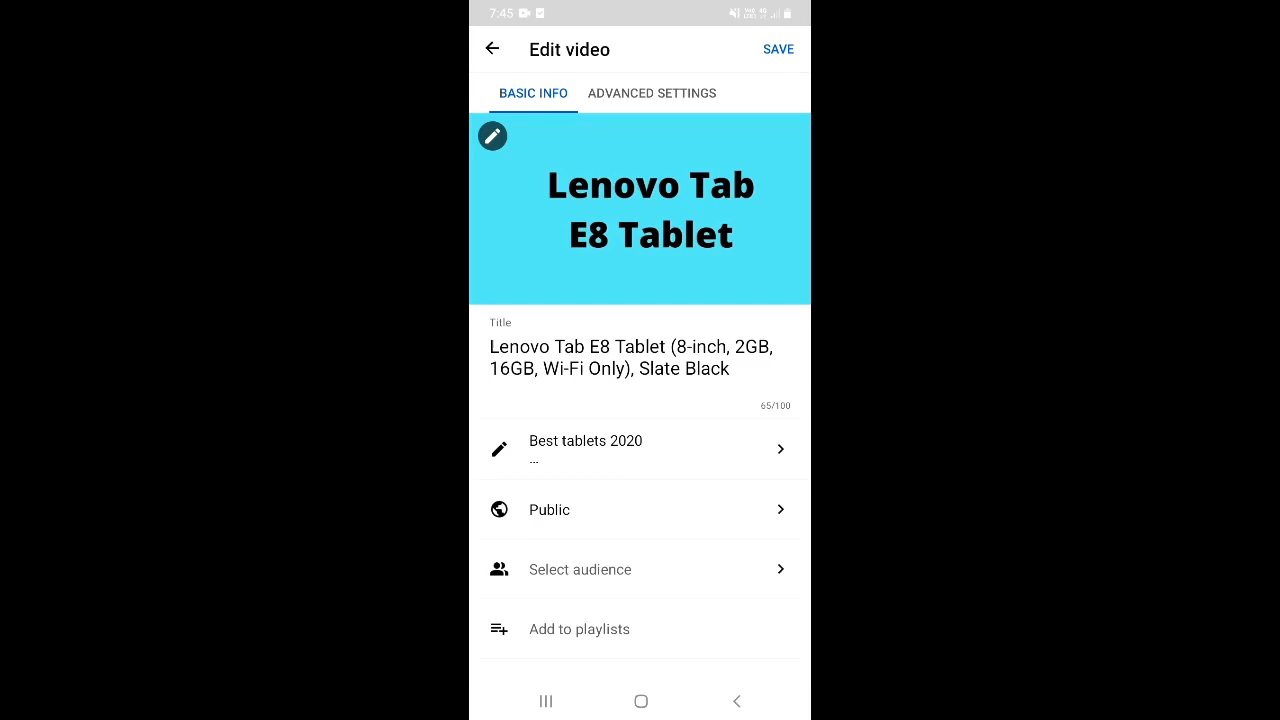 7:45
Edit video
SAVE
BASIC INFO
ADVANCED SETTINGS
Lenovo Tab
E8 Tablet
Title
Lenovo Tab E8 Tablet (8-inch, 2GB,
16GB, Wi-Fi Only), Slate Black
65/100
Best tablets 2020
...
Public
Select audience
Add to playlists